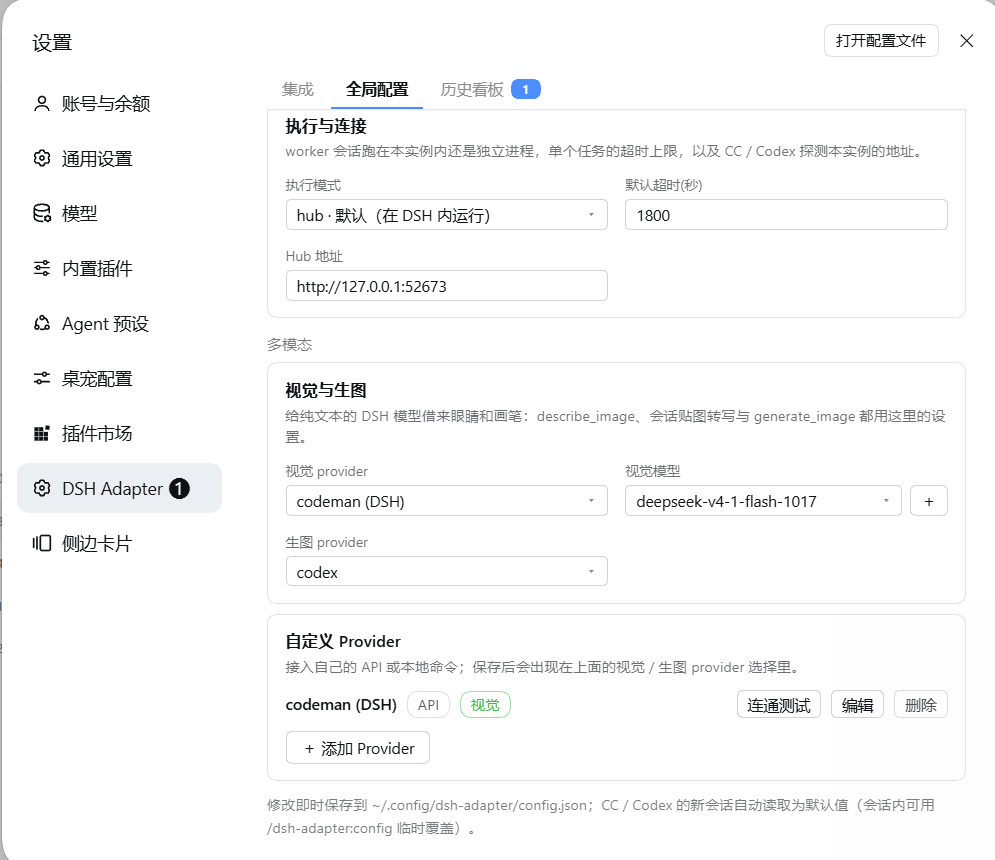 设置
打开配置文件
账号与余额
通用设置
模型
内置插件
Agent 预设
桌宠配置
插件市场
DSH Adapter 1
侧边卡片
集成 全局配置 历史看板 1
执行与连接
worker 会话跑在本实例内还是独立进程，单个任务的超时上限，以及 CC / Codex 探测本实例的地址。
执行模式 默认超时(秒)
hub · 默认（在 DSH 内运行） 1800
Hub 地址
http://127.0.0.1:52673
多模态
视觉与生图
给纯文本的 DSH 模型借来眼睛和画笔：describe_image、会话贴图转写与 generate_image 都用这里的设
置。
视觉 provider 视觉模型
codeman (DSH) deepseek-v4-1-flash-1017 +
生图 provider
codex
自定义 Provider
接入自己的 API 或本地命令；保存后会出现在上面的视觉 / 生图 provider 选择里。
codeman (DSH) API 视觉 连通测试 编辑 删除
+ 添加 Provider
修改即时保存到 ~/.config/dsh-adapter/config.json；CC / Codex 的新会话自动读取为默认值（会话内可用
/dsh-adapter:config 临时覆盖）。